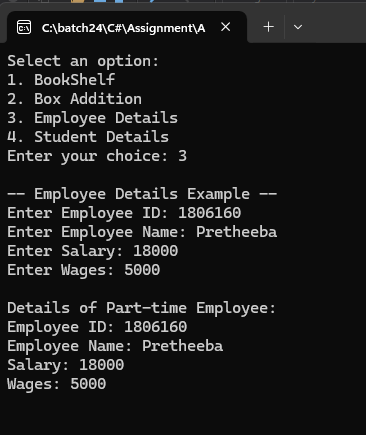 C:\batch24\C#\Assignment\A
Select an option:
1. BookShelf
2. Box Addition
3. Employee Details
4. Student Details
Enter your choice: 3
-- Employee Details Example --
Enter Employee ID: 1806160
Enter Employee Name: Pretheeba
Enter Salary: 18000
Enter Wages: 5000
Details of Part-time Employee:
Employee ID: 1806160
Employee Name: Pretheeba
Salary: 18000
Wages: 5000